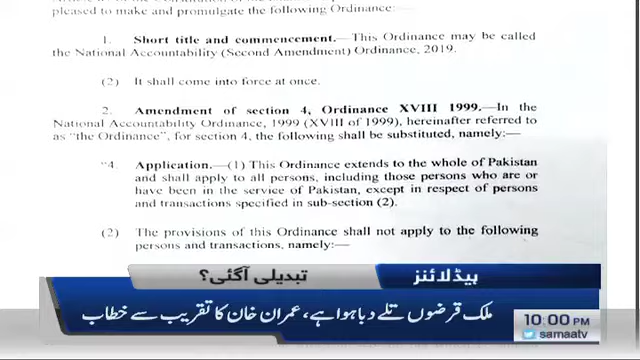 pleased to make and promulgate the following Ordinance:—
1. Short title and commencement.—This Ordinance may be called
the National Accountability (Second Amendment) Ordinance, 2019.
(2) It shall come into force at once.
2. Amendment of section 4, Ordinance XVIII 1999.—In the
National Accountability Ordinance, 1999 (XVIII of 1999), hereinafter referred to
as "the Ordinance", for section 4, the following shall be substituted, namely:—
"4. Application.—(1) This Ordinance extends to the whole of Pakistan
and shall apply to all persons, including those persons who are or
have been in the service of Pakistan, except in respect of persons
and transactions specified in sub-section (2).
(2) The provisions of this Ordinance shall not apply to the following
persons and transactions, namely:—
ہیڈلائنز
تبدیلی آگئی؟
ملک قرضوں تلے دبا ہوا ہے، عمران خان کا تقریب سے خطاب
10:00 PM
samaatv